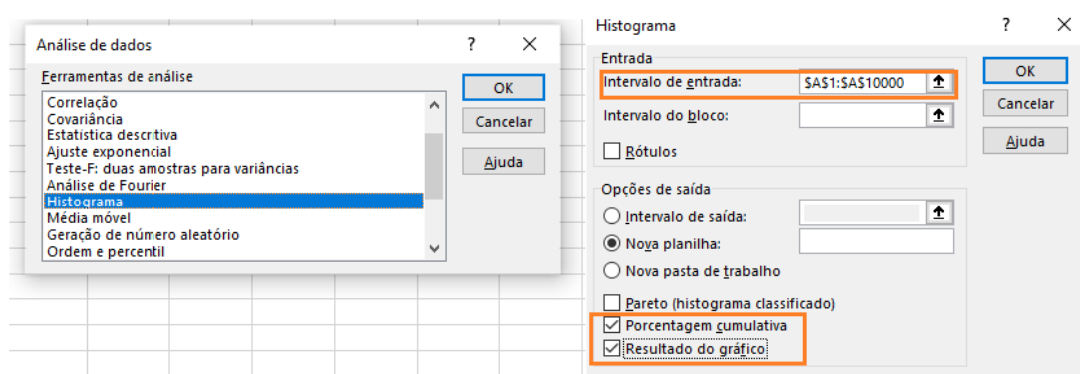 Análise de dados
?
Ferramentas de análise
Correlação
Covariância
Estatística descritiva
Ajuste exponencial
Teste-F: duas amostras para variâncias
Análise de Fourier
Histograma
Média móvel
Geração de número aleatório
Ordem e percentil
OK
Cancelar
Ajuda
Histograma
?
Entrada
Intervalo de entrada: $A$1:$A$10000
Intervalo do bloco:
Rótulos
OK
Cancelar
Ajuda
Opções de saída
Intervalo de saída:
Nova planilha:
Nova pasta de trabalho
Pareto (histograma classificado)
Porcentagem cumulativa
Resultado do gráfico